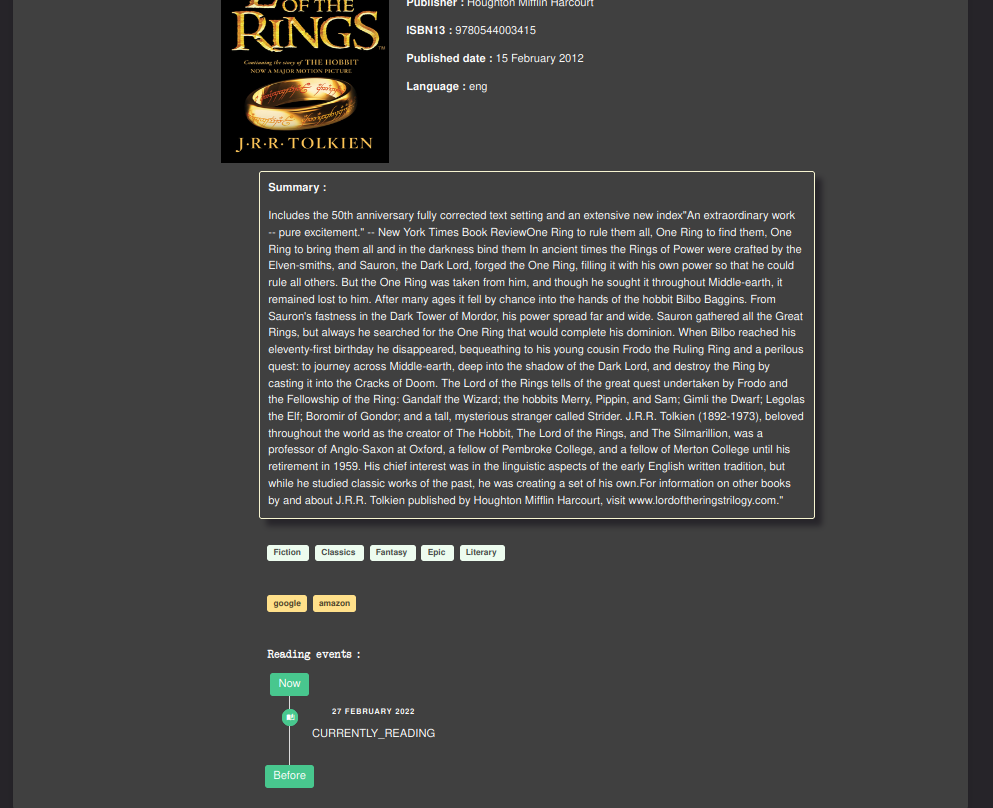 OF THE
RINGS™
Continuing the story of THE HOBBIT
NOW A MAJOR MOTION PICTURE
J·R·R·TOLKIEN
Publisher : Houghton Mifflin Harcourt
ISBN13 : 9780544003415
Published date : 15 February 2012
Language : eng
Summary :
Includes the 50th anniversary fully corrected text setting and an extensive new index"An extraordinary work
-- pure excitement." -- New York Times Book ReviewOne Ring to rule them all, One Ring to find them, One
Ring to bring them all and in the darkness bind them In ancient times the Rings of Power were crafted by the
Elven-smiths, and Sauron, the Dark Lord, forged the One Ring, filling it with his own power so that he could
rule all others. But the One Ring was taken from him, and though he sought it throughout Middle-earth, it
remained lost to him. After many ages it fell by chance into the hands of the hobbit Bilbo Baggins. From
Sauron's fastness in the Dark Tower of Mordor, his power spread far and wide. Sauron gathered all the Great
Rings, but always he searched for the One Ring that would complete his dominion. When Bilbo reached his
eleventy-first birthday he disappeared, bequeathing to his young cousin Frodo the Ruling Ring and a perilous
quest: to journey across Middle-earth, deep into the shadow of the Dark Lord, and destroy the Ring by
casting it into the Cracks of Doom. The Lord of the Rings tells of the great quest undertaken by Frodo and
the Fellowship of the Ring: Gandalf the Wizard; the hobbits Merry, Pippin, and Sam; Gimli the Dwarf; Legolas
the Elf; Boromir of Gondor; and a tall, mysterious stranger called Strider. J.R.R. Tolkien (1892-1973), beloved
throughout the world as the creator of The Hobbit, The Lord of the Rings, and The Silmarillion, was a
professor of Anglo-Saxon at Oxford, a fellow of Pembroke College, and a fellow of Merton College until his
retirement in 1959. His chief interest was in the linguistic aspects of the early English written tradition, but
while he studied classic works of the past, he was creating a set of his own.For information on other books
by and about J.R.R. Tolkien published by Houghton Mifflin Harcourt, visit www.lordoftheringstrilogy.com."
Fiction Classics Fantasy Epic Literary
google amazon
Reading events :
Now
27 FEBRUARY 2022
CURRENTLY_READING
Before